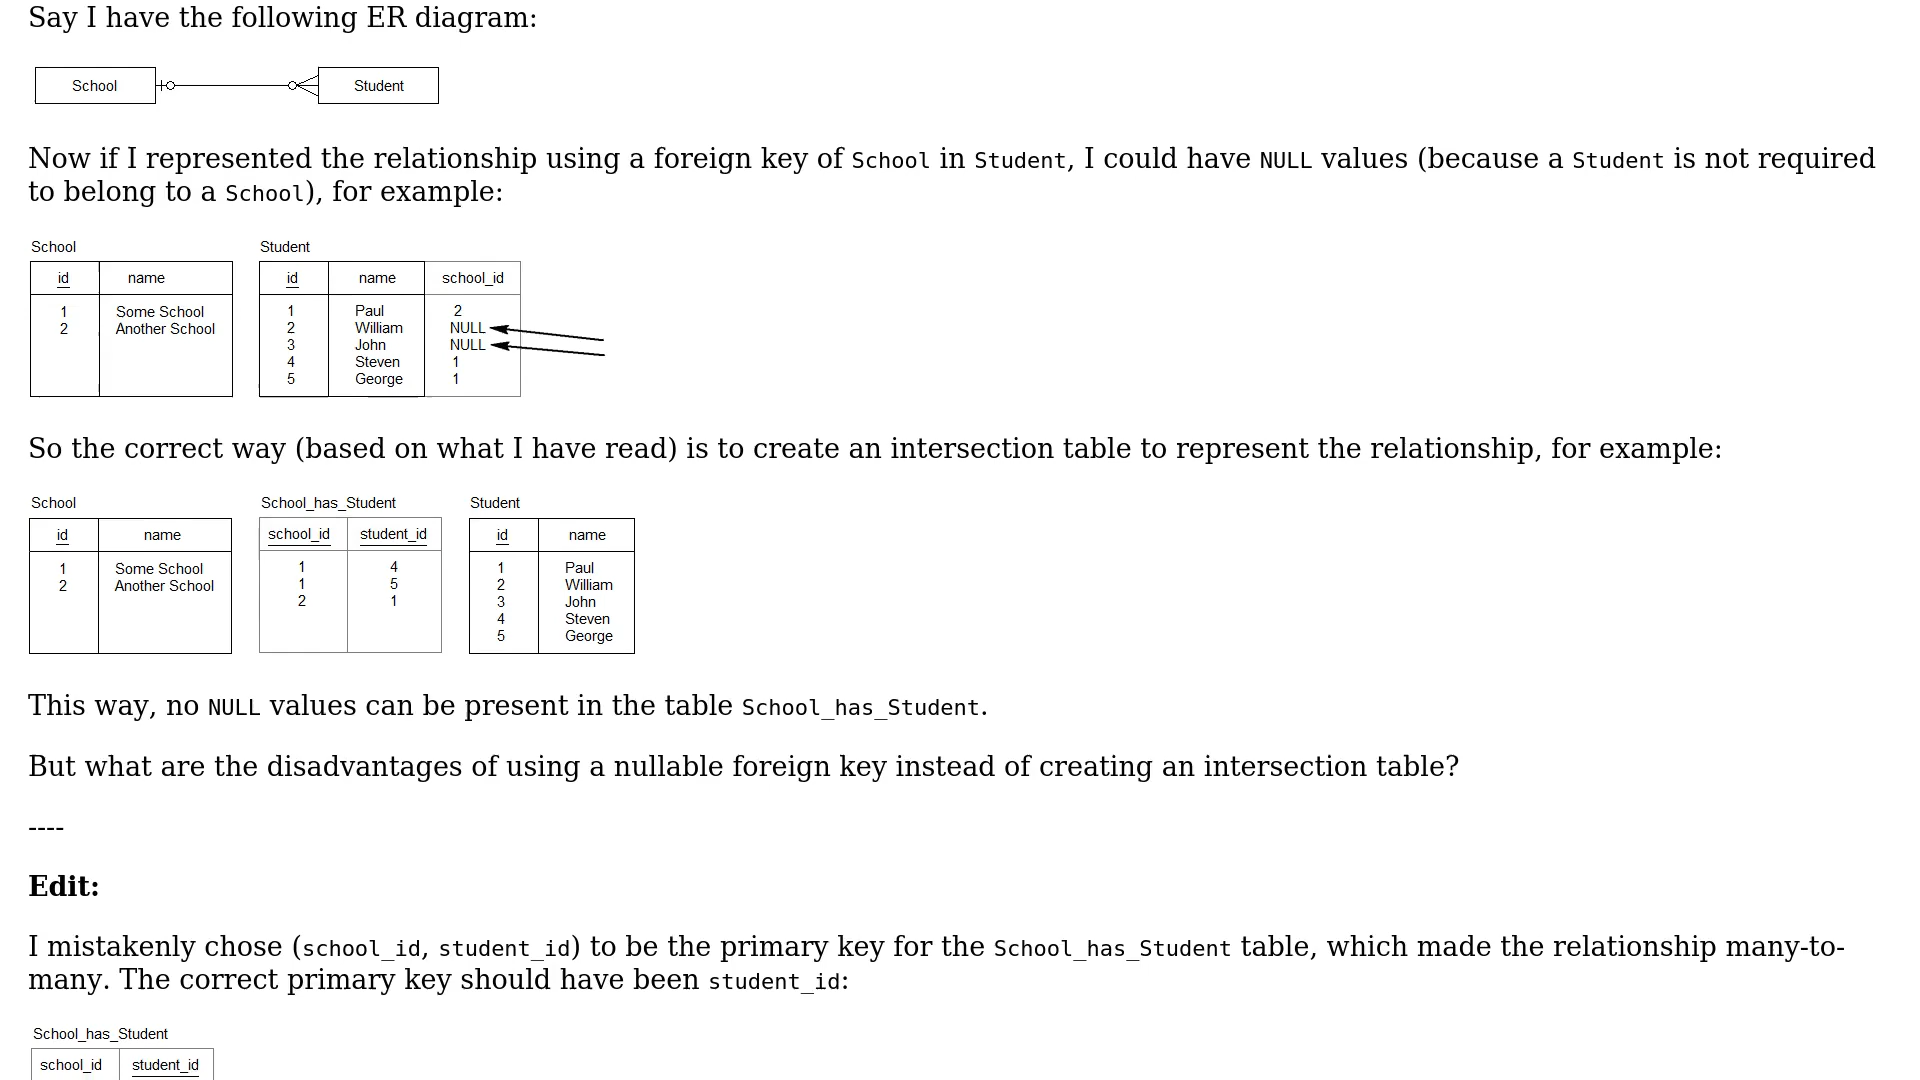 Say I have the following ER diagram:
School Student
Now if I represented the relationship using a foreign key of School in Student, I could have NULL values (because a Student is not required
to belong to a School), for example:
School Student
id name id name school_id
1 Some School 1 Paul 2
2 Another School 2 William NULL
3 John NULL
4 Steven 1
5 George 1
So the correct way (based on what I have read) is to create an intersection table to represent the relationship, for example:
School School_has_Student Student
id name school_id student_id id name
1 Some School 1 4 1 Paul
2 Another School 1 5 2 William
2 1 3 John
4 Steven
5 George
This way, no NULL values can be present in the table School_has_Student.
But what are the disadvantages of using a nullable foreign key instead of creating an intersection table?
----
Edit:
I mistakenly chose (school_id, student_id) to be the primary key for the School_has_Student table, which made the relationship many-to-
many. The correct primary key should have been student_id:
School_has_Student
school_id student_id